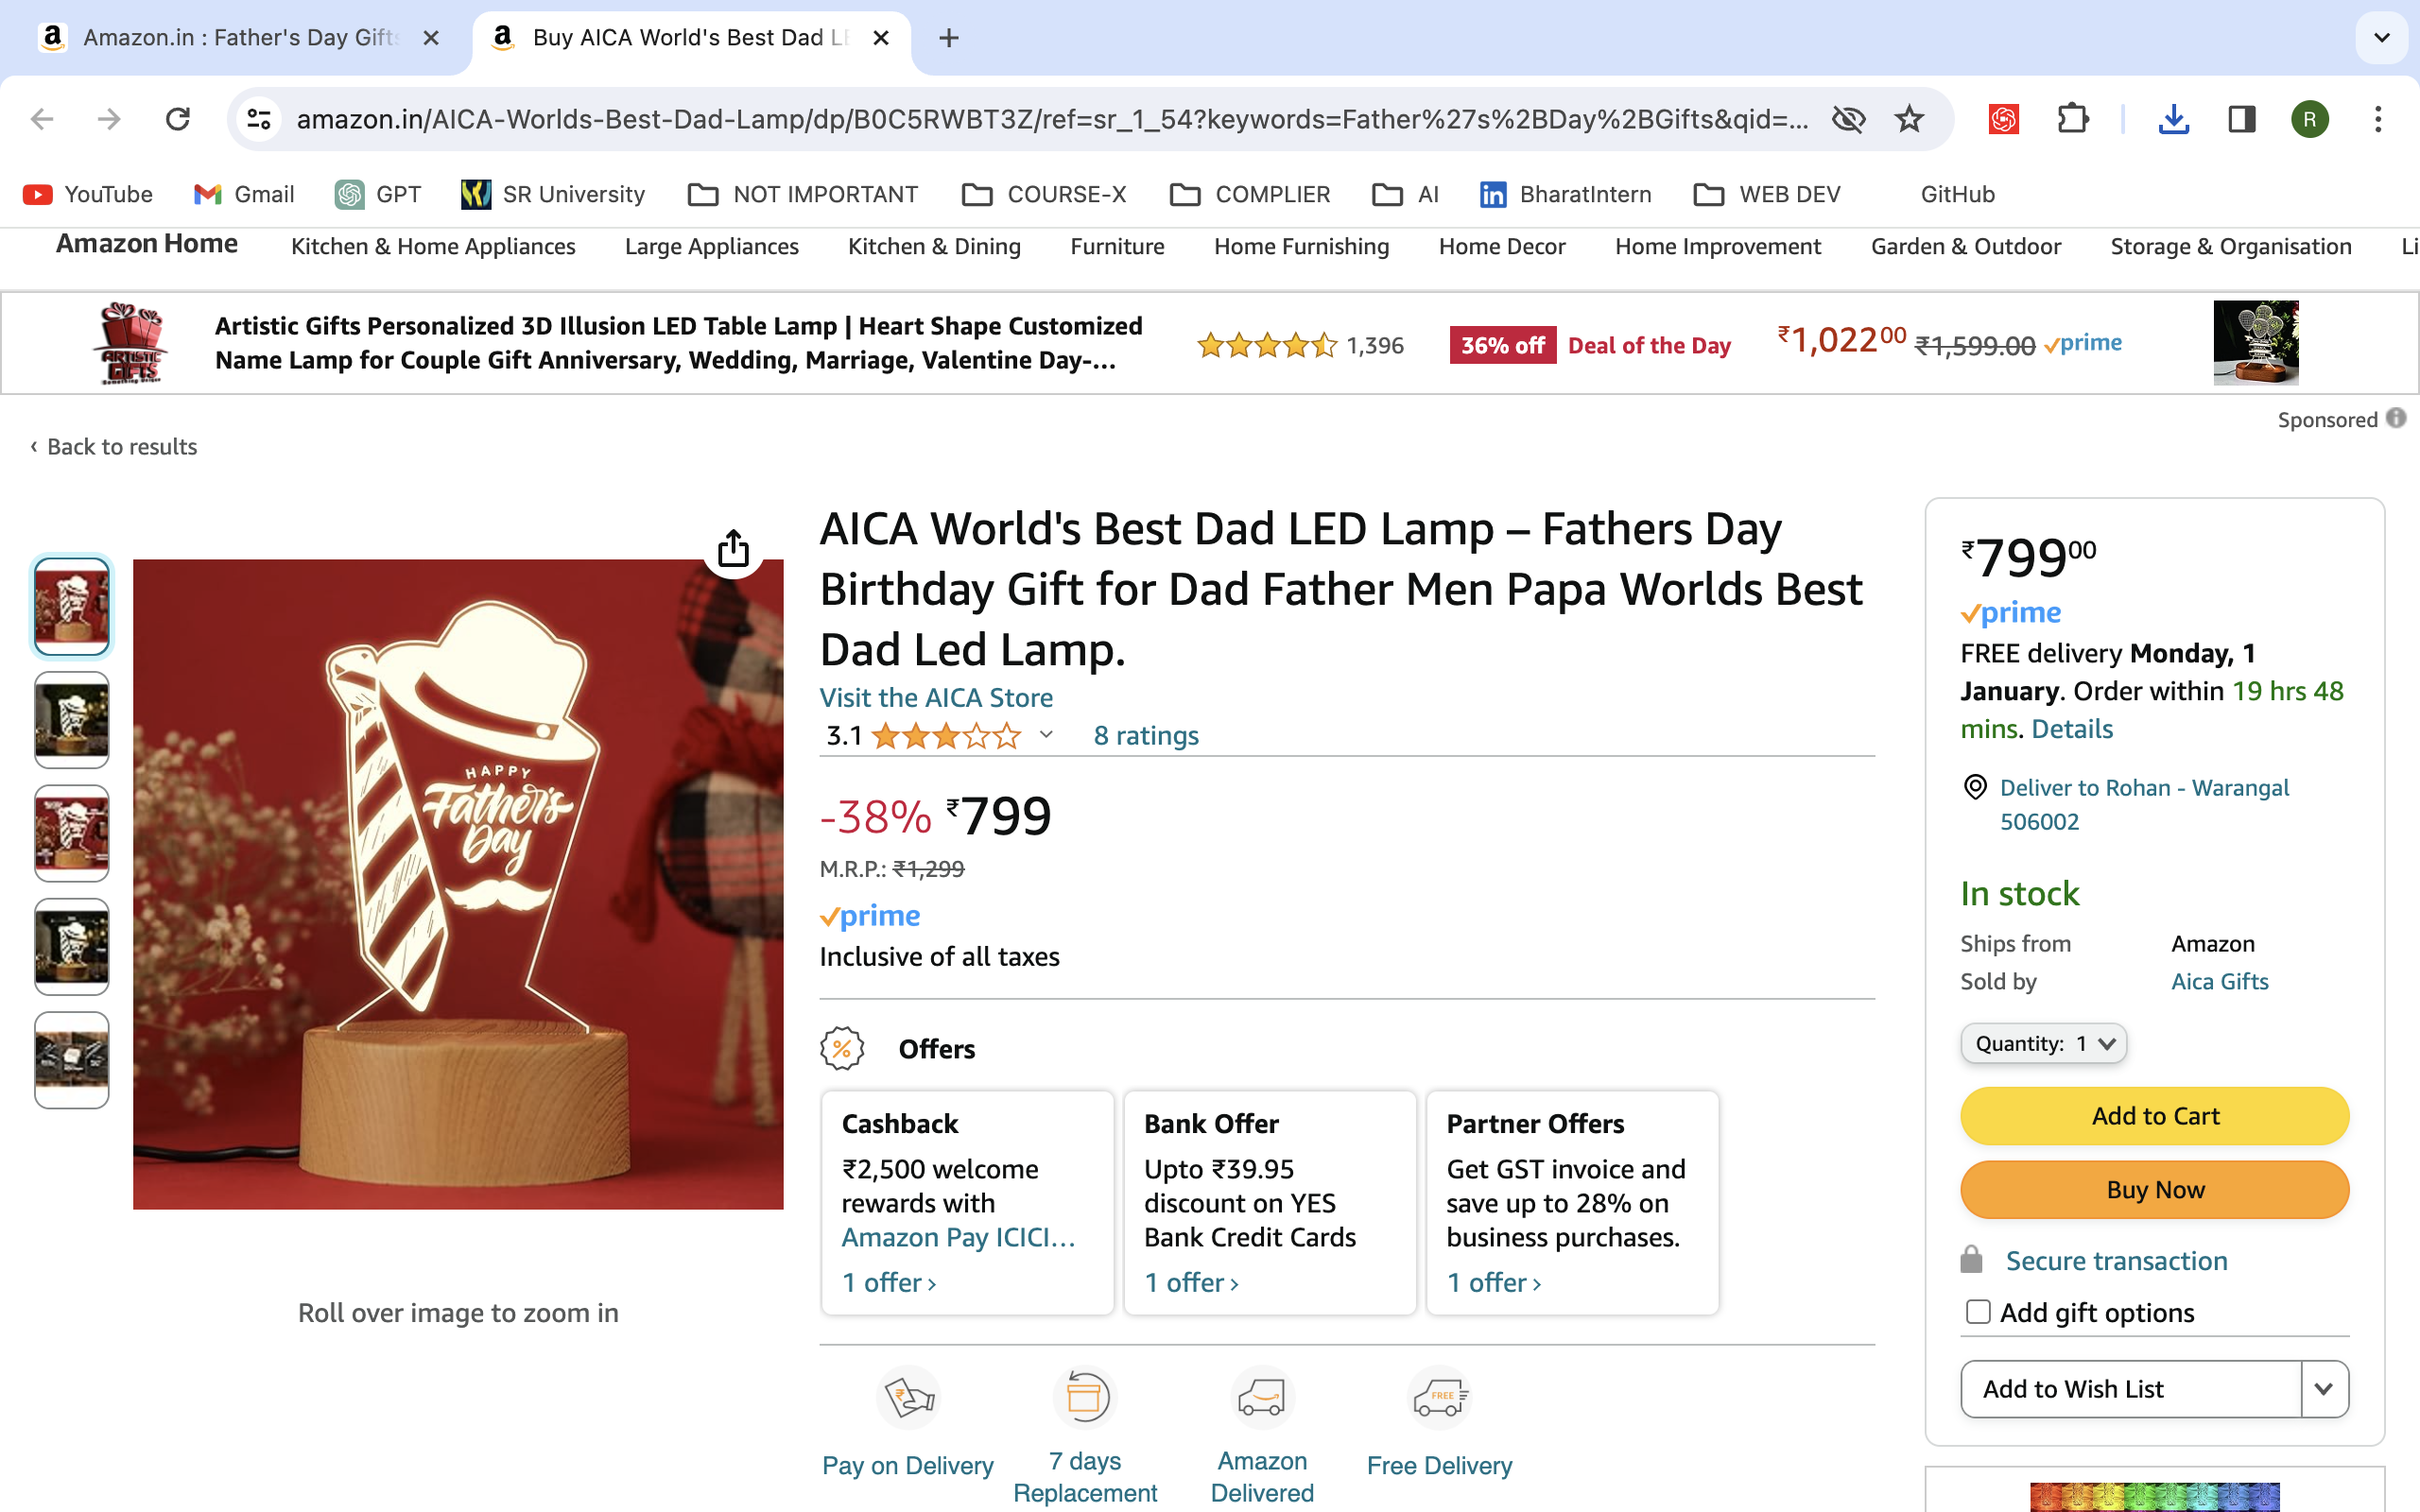 Amazon.in : Father's Day Gifts
Buy AICA World's Best Dad LE
amazon.in/AICA-Worlds-Best-Dad-Lamp/dp/B0C5RWBT3Z/ref=sr_1_54?keywords=Father%27s%2BDay%2BGifts&qid=...
R
YouTube
Gmail
GPT
SR University
NOT IMPORTANT
COURSE-X
COMPLIER
AI
BharatIntern
WEB DEV
GitHub
Amazon Home
Kitchen & Home Appliances
Large Appliances
Kitchen & Dining
Furniture
Home Furnishing
Home Decor
Home Improvement
Garden & Outdoor
Storage & Organisation
Li
ARTISTIC
GIFTS
Something Unique
Artistic Gifts Personalized 3D Illusion LED Table Lamp | Heart Shape Customized
Name Lamp for Couple Gift Anniversary, Wedding, Marriage, Valentine Day-...
1,396
36% off
Deal of the Day
₹1,02200 ₹1,599.00 prime
Sponsored
‹ Back to results
HAPPY
Father's
Day
Roll over image to zoom in
AICA World's Best Dad LED Lamp – Fathers Day
Birthday Gift for Dad Father Men Papa Worlds Best
Dad Led Lamp.
Visit the AICA Store
3.1
8 ratings
-38% ₹799
M.R.P.: ₹1,299
prime
Inclusive of all taxes
%
Offers
Cashback
₹2,500 welcome
rewards with
Amazon Pay ICICI...
1 offer ›
Bank Offer
Upto ₹39.95
discount on YES
Bank Credit Cards
1 offer ›
Partner Offers
Get GST invoice and
save up to 28% on
business purchases.
1 offer ›
₹
Pay on Delivery
7 days
Replacement
Amazon
Delivered
FREE
Free Delivery
₹79900
prime
FREE delivery Monday, 1
January. Order within 19 hrs 48
mins. Details
Deliver to Rohan - Warangal
506002
In stock
Ships from Amazon
Sold by Aica Gifts
Quantity: 1
Add to Cart
Buy Now
Secure transaction
Add gift options
Add to Wish List